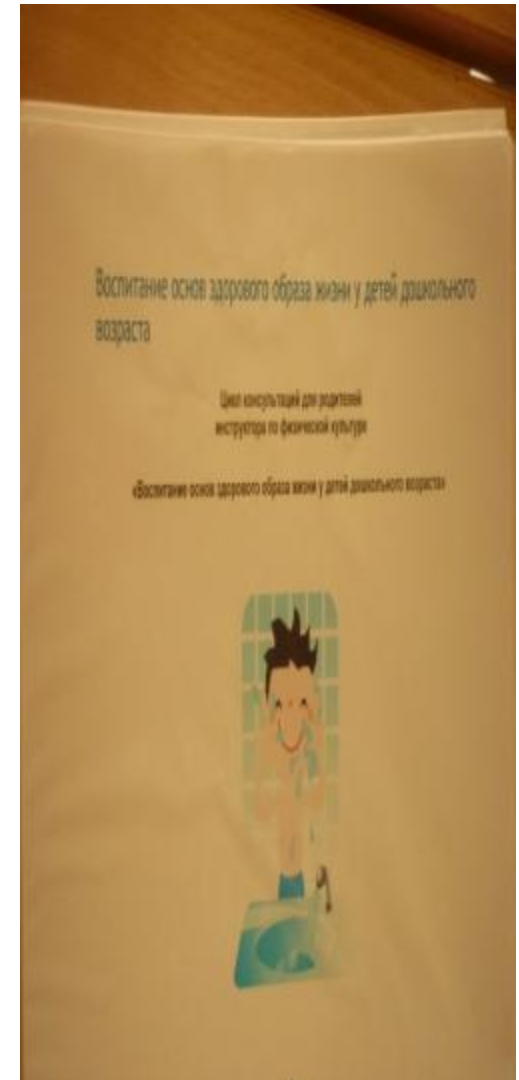 Воспитание основ здорового образа жизни у детей дошкольного
возраста
Цикл консультаций для родителей
инструктора по физической культуре
«Воспитание основ здорового образа жизни у детей дошкольного возраста»